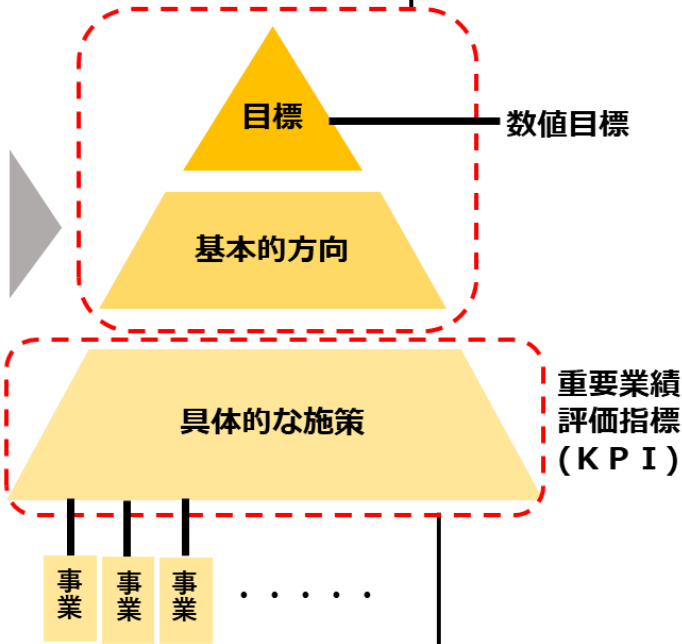 目標
数値目標
基本的方向
具体的な施策
重要業績
評価指標
(ＫＰＩ)
事業
事業
事業
・・・・・